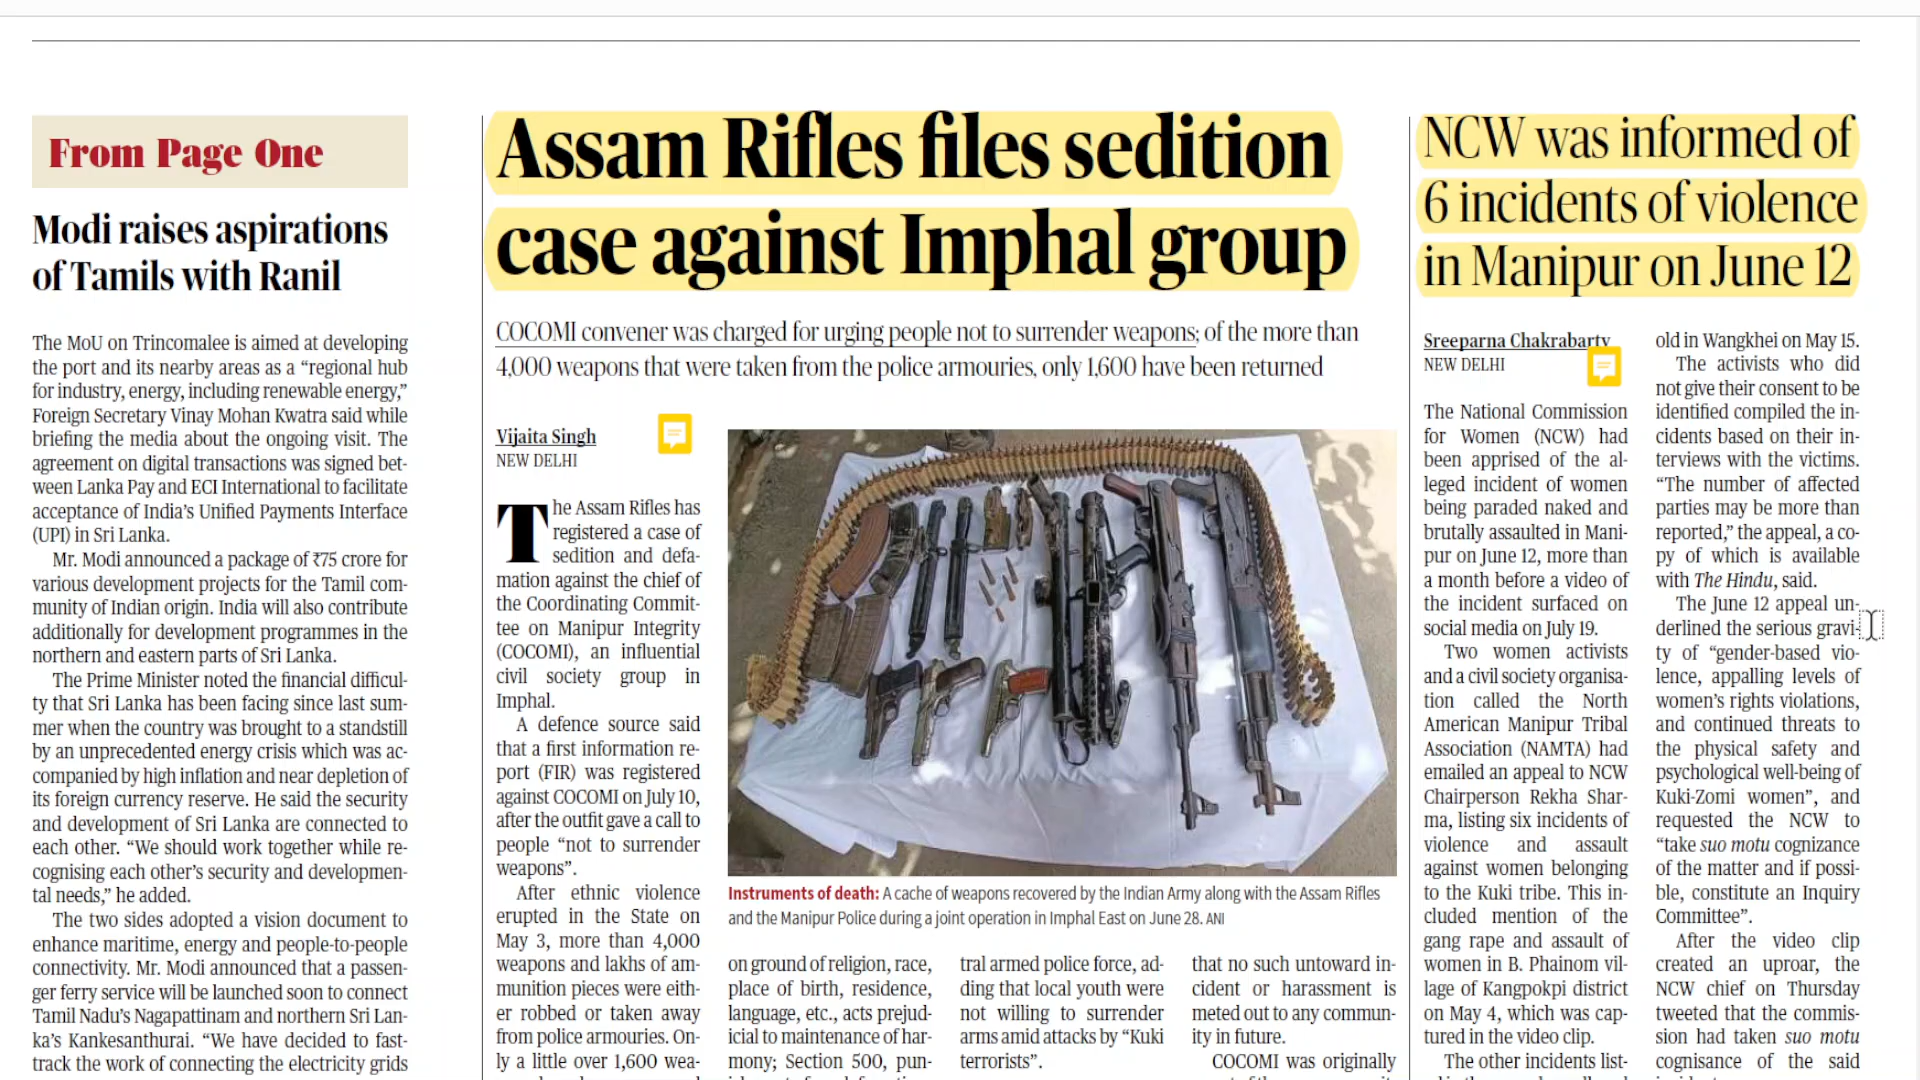 From Page One
Modi raises aspirations
of Tamils with Ranil
The MoU on Trincomalee is aimed at developing
the port and its nearby areas as a “regional hub
for industry, energy, including renewable energy,”
Foreign Secretary Vinay Mohan Kwatra said while
briefing the media about the ongoing visit. The
agreement on digital transactions was signed bet-
ween Lanka Pay and ECI International to facilitate
acceptance of India’s Unified Payments Interface
(UPI) in Sri Lanka.
Mr. Modi announced a package of ₹75 crore for
various development projects for the Tamil com-
munity of Indian origin. India will also contribute
additionally for development programmes in the
northern and eastern parts of Sri Lanka.
The Prime Minister noted the financial difficul-
ty that Sri Lanka has been facing since last sum-
mer when the country was brought to a standstill
by an unprecedented energy crisis which was ac-
companied by high inflation and near depletion of
its foreign currency reserve. He said the security
and development of Sri Lanka are connected to
each other. “We should work together while re-
cognising each other’s security and developmen-
tal needs,” he added.
The two sides adopted a vision document to
enhance maritime, energy and people-to-people
connectivity. Mr. Modi announced that a passen-
ger ferry service will be launched soon to connect
Tamil Nadu’s Nagapattinam and northern Sri Lan-
ka’s Kankesanthurai. “We have decided to fast-
track the work of connecting the electricity grids
Assam Rifles files sedition
case against Imphal group
COCOMI convener was charged for urging people not to surrender weapons; of the more than
4,000 weapons that were taken from the police armouries, only 1,600 have been returned
Vijaita Singh
NEW DELHI
The Assam Rifles has
registered a case of
sedition and defa-
mation against the chief of
the Coordinating Commit-
tee on Manipur Integrity
(COCOMI), an influential
civil society group in
Imphal.
A defence source said
that a first information re-
port (FIR) was registered
against COCOMI on July 10,
after the outfit gave a call to
people “not to surrender
weapons”.
After ethnic violence
erupted in the State on
May 3, more than 4,000
weapons and lakhs of am-
munition pieces were eith-
er robbed or taken away
from police armouries. On-
ly a little over 1,600 wea-
Instruments of death: A cache of weapons recovered by the Indian Army along with the Assam Rifles
and the Manipur Police during a joint operation in Imphal East on June 28. ANI
on ground of religion, race,
place of birth, residence,
language, etc., acts prejud-
icial to maintenance of har-
mony; Section 500, pun-
tral armed police force, ad-
ding that local youth were
not willing to surrender
arms amid attacks by “Kuki
terrorists”.
that no such untoward in-
cident or harassment is
meted out to any commun-
ity in future.
COCOMI was originally
NCW was informed of
6 incidents of violence
in Manipur on June 12
Sreeparna Chakrabarty
NEW DELHI
The National Commission
for Women (NCW) had
been apprised of the al-
leged incident of women
being paraded naked and
brutally assaulted in Mani-
pur on June 12, more than
a month before a video of
the incident surfaced on
social media on July 19.
Two women activists
and a civil society organisa-
tion called the North
American Manipur Tribal
Association (NAMTA) had
emailed an appeal to NCW
Chairperson Rekha Shar-
ma, listing six incidents of
violence and assault
against women belonging
to the Kuki tribe. This in-
cluded mention of the
gang rape and assault of
women in B. Phainom vil-
lage of Kangpokpi district
on May 4, which was cap-
tured in the video clip.
The other incidents list-
old in Wangkhei on May 15.
The activists who did
not give their consent to be
identified compiled the in-
cidents based on their in-
terviews with the victims.
“The number of affected
parties may be more than
reported,” the appeal, a co-
py of which is available
with The Hindu, said.
The June 12 appeal un-
derlined the serious gravi-
ty of “gender-based vio-
lence, appalling levels of
women’s rights violations,
and continued threats to
the physical safety and
psychological well-being of
Kuki-Zomi women”, and
requested the NCW to
“take suo motu cognizance
of the matter and if possi-
ble, constitute an Inquiry
Committee”.
After the video clip
created an uproar, the
NCW chief on Thursday
tweeted that the commis-
sion had taken suo motu
cognisance of the said